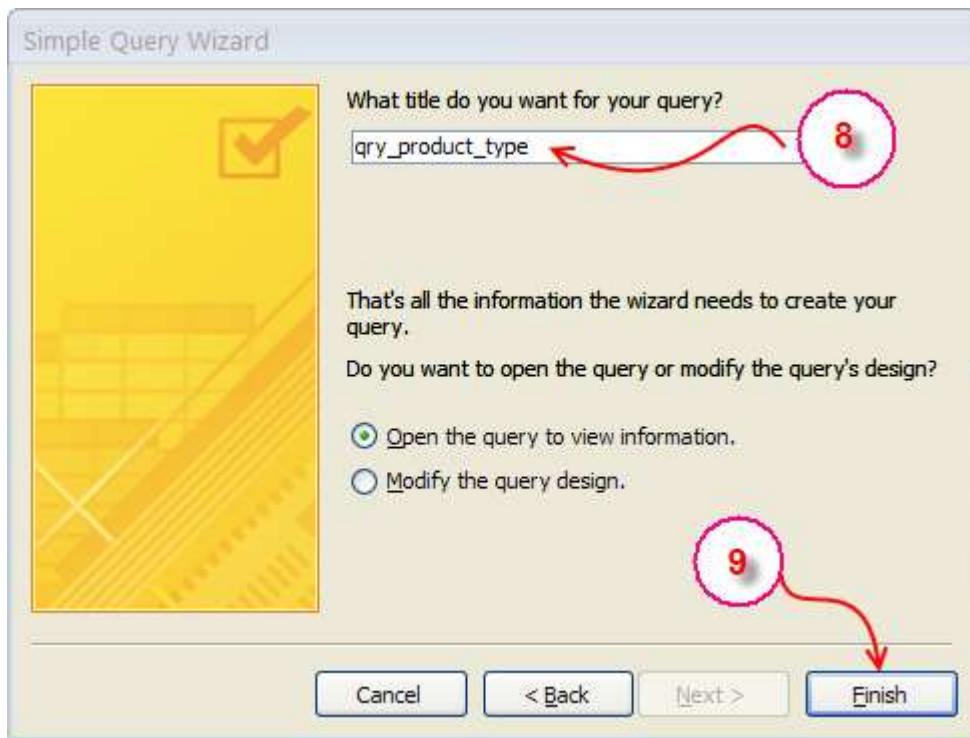 Simple Query Wizard
What title do you want for your query?
qry_product_type
8
That's all the information the wizard needs to create your
query.
Do you want to open the query or modify the query's design?
Open the query to view information.
Modify the query design.
9
Cancel
< Back
Next >
Finish